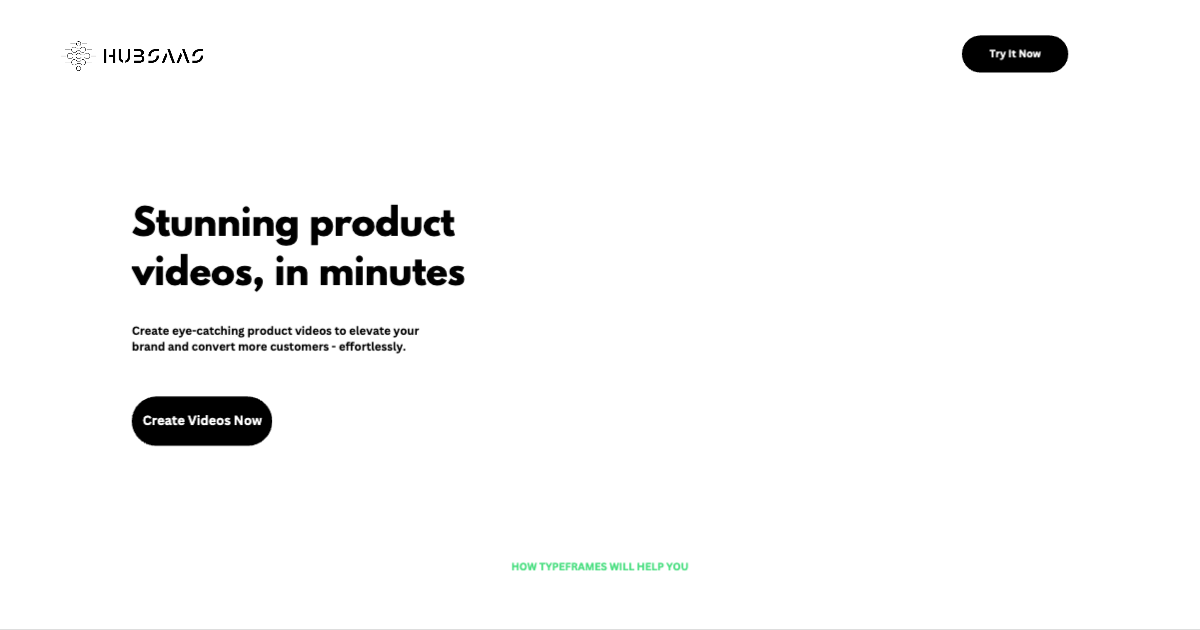 HUBSAAS
Try It Now
Stunning product
videos, in minutes
Create eye-catching product videos to elevate your
brand and convert more customers - effortlessly.
Create Videos Now
HOW TYPEFRAMES WILL HELP YOU